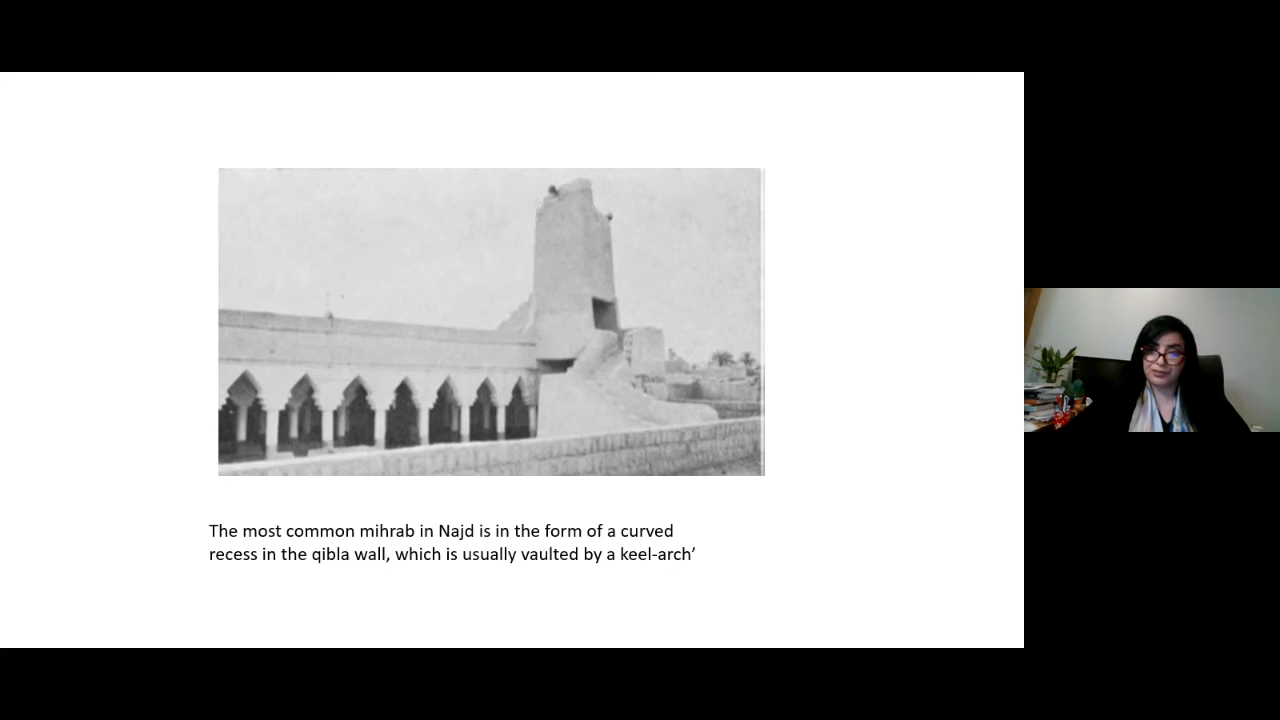 The most common mihrab in Najd is in the form of a curved
recess in the qibla wall, which is usually vaulted by a keel-arch’